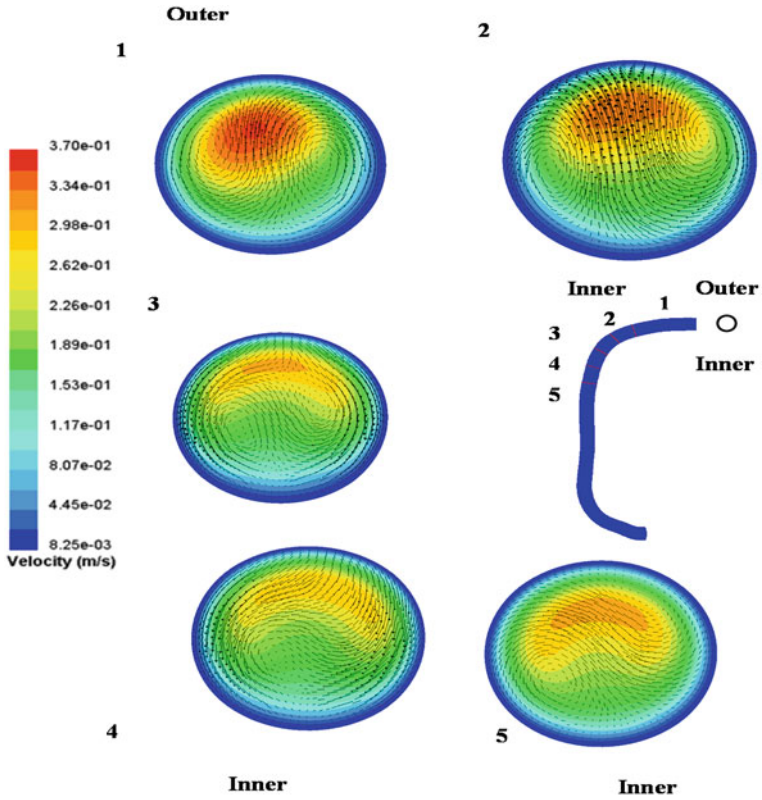 Outer
1
2
3.70e-01
3.34e-01
2.98e-01
2.62e-01
2.26e-01
1.89e-01
1.53e-01
1.17e-01
8.07e-02
4.45e-02
8.25e-03
Velocity (m/s)
3
Inner
1
Outer
2
3
4
5
Inner
4
5
Inner
Inner